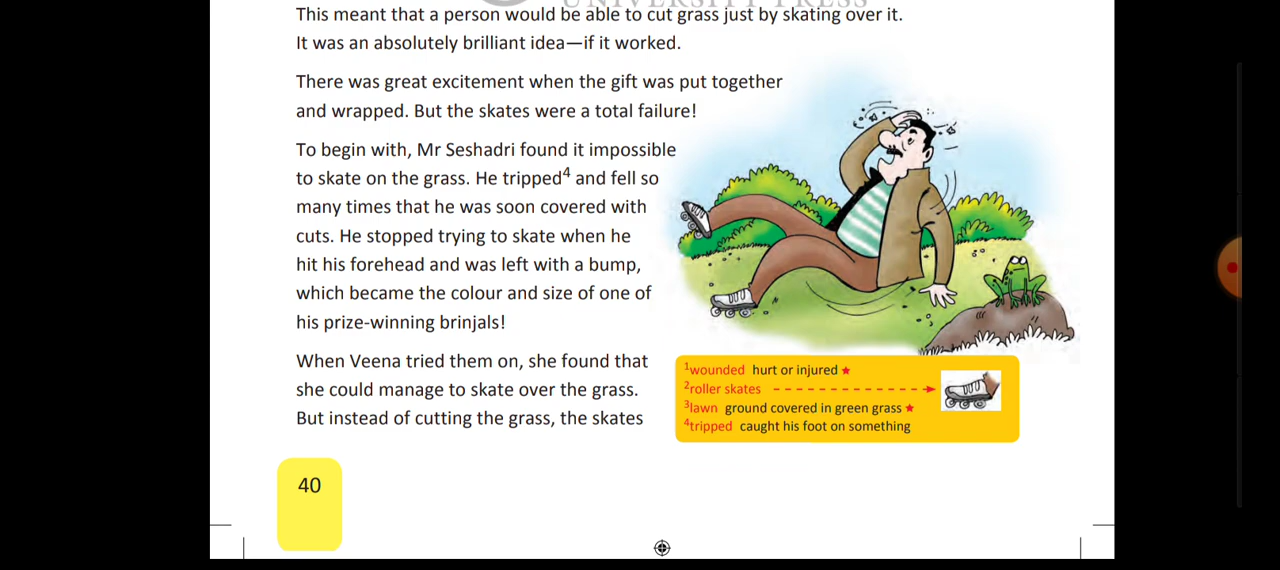 UNIVERSITY PRESS
This meant that a person would be able to cut grass just by skating over it.
It was an absolutely brilliant idea—if it worked.
There was great excitement when the gift was put together
and wrapped. But the skates were a total failure!
To begin with, Mr Seshadri found it impossible
to skate on the grass. He tripped⁴ and fell so
many times that he was soon covered with
cuts. He stopped trying to skate when he
hit his forehead and was left with a bump,
which became the colour and size of one of
his prize-winning brinjals!
When Veena tried them on, she found that
she could manage to skate over the grass.
But instead of cutting the grass, the skates
¹wounded hurt or injured ★
²roller skates
³lawn ground covered in green grass ★
⁴tripped caught his foot on something
40